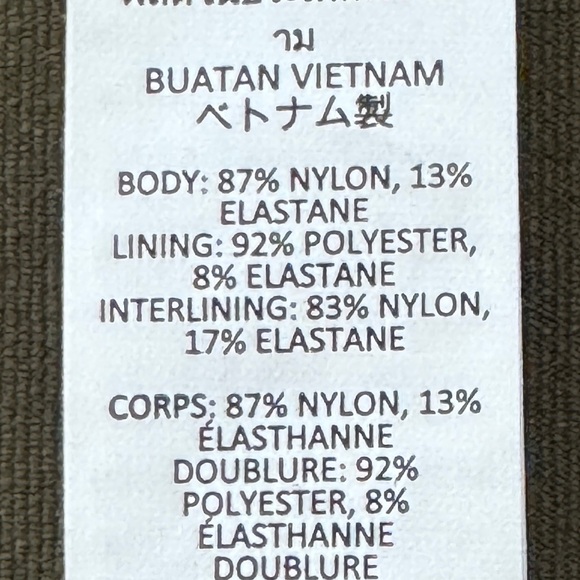 าม
BUATAN VIETNAM
ベトナム製
BODY: 87% NYLON, 13%
ELASTANE
LINING: 92% POLYESTER,
8% ELASTANE
INTERLINING: 83% NYLON,
17% ELASTANE
CORPS: 87% NYLON, 13%
ÉLASTHANNE
DOUBLURE: 92%
POLYESTER, 8%
ÉLASTHANNE
DOUBLURE